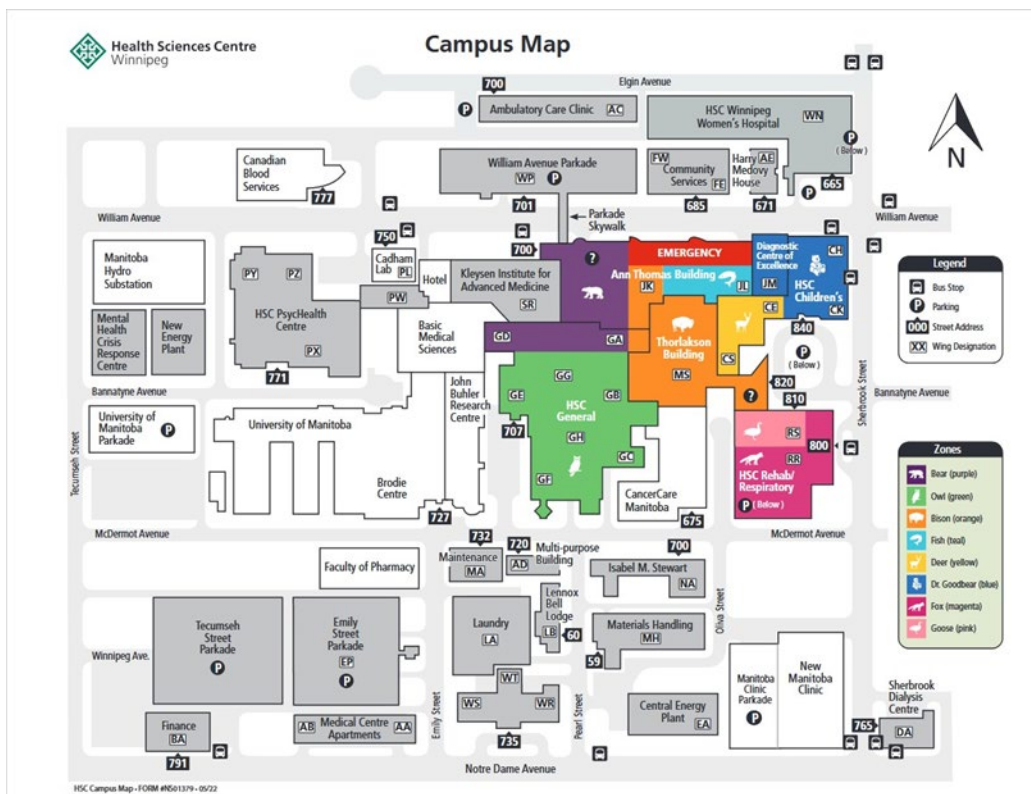 Health Sciences Centre
Winnipeg
Campus Map
700
Elgin Avenue
Ambulatory Care Clinic AC
P
HSC Winnipeg
Women's Hospital
WN
P
(Below)
Canadian
Blood
Services
777
William Avenue Parkade
WP P
701
FW
Community
Services
FE
685
Harry
Medovy
House
AE
671
P
665
William Avenue
Parkade
Skywalk
William Avenue
750
Cadham
Lab
PL
700
Manitoba
Hydro
Substation
PY PZ
HSC PsycHealth
Centre
PX
771
PW
Hotel
Kleysen Institute for
Advanced Medicine
SR
?
EMERGENCY
Ann Thomas Building
JK
JL
Diagnostic
Centre of
Excellence
JM
CH
HSC
Children's
CK
840
P
(Below)
CE
CS
Legend
Bus Stop
P Parking
000 Street Address
XX Wing Designation
Mental
Health
Crisis
Response
Centre
New
Energy
Plant
Basic
Medical
Sciences
GD
GA
Thorlakson
Building
MS
?
820
810
Bannatyne Avenue
Bannatyne Avenue
Sherbrook Street
Tecumseh Street
University of
Manitoba
Parkade
P
University of Manitoba
Brodie
Centre
727
John
Buhler
Research
Centre
GG
GE
GB
707
HSC
General
GH
GC
GF
CancerCare
Manitoba
675
RS
800
RR
HSC Rehab/
Respiratory
P (Below)
Zones
Bear (purple)
Owl (green)
Bison (orange)
Fish (teal)
Deer (yellow)
Dr. Goodbear (blue)
Fox (magenta)
Goose (pink)
McDermot Avenue
McDermot Avenue
732
Maintenance
MA
720
AD
Multi-purpose
Building
700
Isabel M. Stewart
NA
Faculty of Pharmacy
Lennox
Bell
Lodge
LB
60
Laundry
LA
Materials Handling
MH
59
Oliva Street
Winnipeg Ave.
Tecumseh
Street
Parkade
P
Emily
Street
Parkade
EP
P
WT
WS
WR
735
Emily Street
Pearl Street
Central Energy
Plant
EA
Manitoba
Clinic
Parkade
P
New
Manitoba
Clinic
Sherbrook
Dialysis
Centre
765
DA
Finance
BA
791
AB Medical Centre AA
Apartments
Notre Dame Avenue
HSC Campus Map - FORM #NS01379 - 05/22